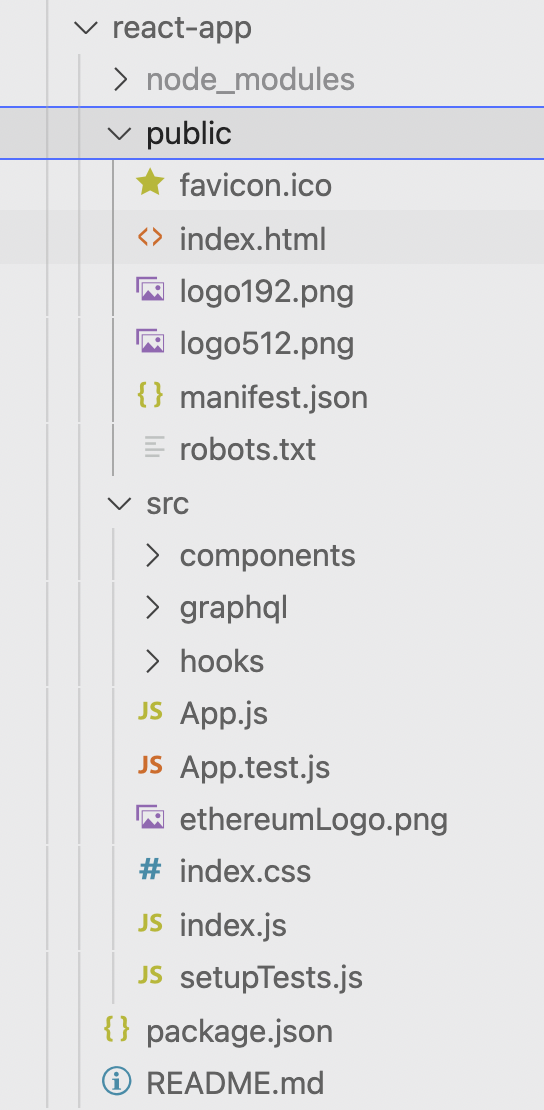 react-app
node_modules
public
favicon.ico
index.html
logo192.png
logo512.png
manifest.json
robots.txt
src
components
graphql
hooks
JS App.js
JS App.test.js
ethereumLogo.png
# index.css
JS index.js
JS setupTests.js
{} package.json
README.md